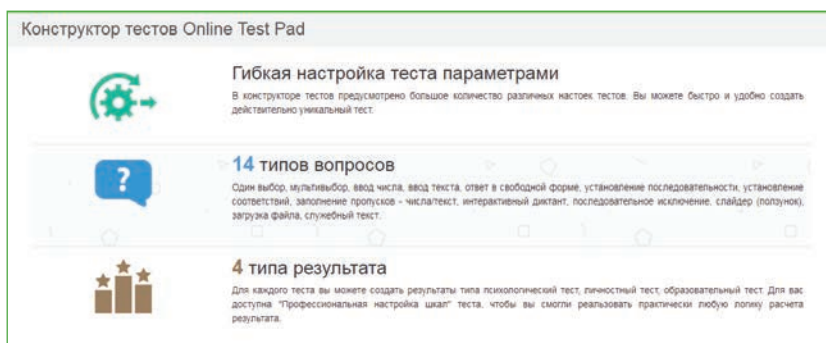 Конструктор тестов Online Test Pad
Гибкая настройка теста параметрами
В конструкторе тестов предусмотрено большое количество различных настоек тестов. Вы можете быстро и удобно создать
действительно уникальный тест.
?
14 типов вопросов
Один выбор, мультивыбор, ввод числа, ввод текста, ответ в свободной форме, установление последовательности, установление
соответствий, заполнение пропусков - числа/текст, интерактивный диктант, последовательное исключение, слайдер (ползунок),
загрузка файла, служебный текст.
4 типа результата
Для каждого теста вы можете создать результаты типа психологический тест, личностный тест, образовательный тест. Для вас
доступна "Профессиональная настройка шкал" теста, чтобы вы смогли реальзовать практически любую логику расчета
результата.